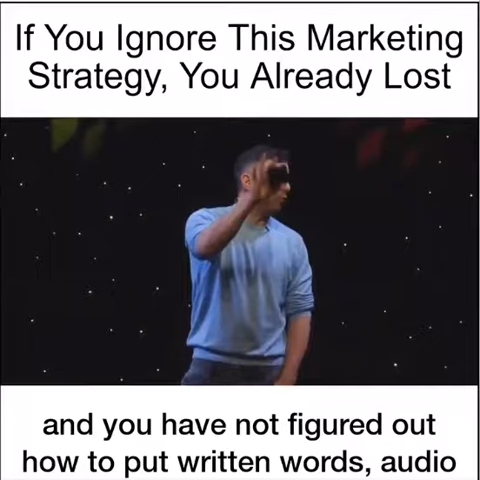 If You Ignore This Marketing
Strategy, You Already Lost
and you have not figured out
how to put written words, audio